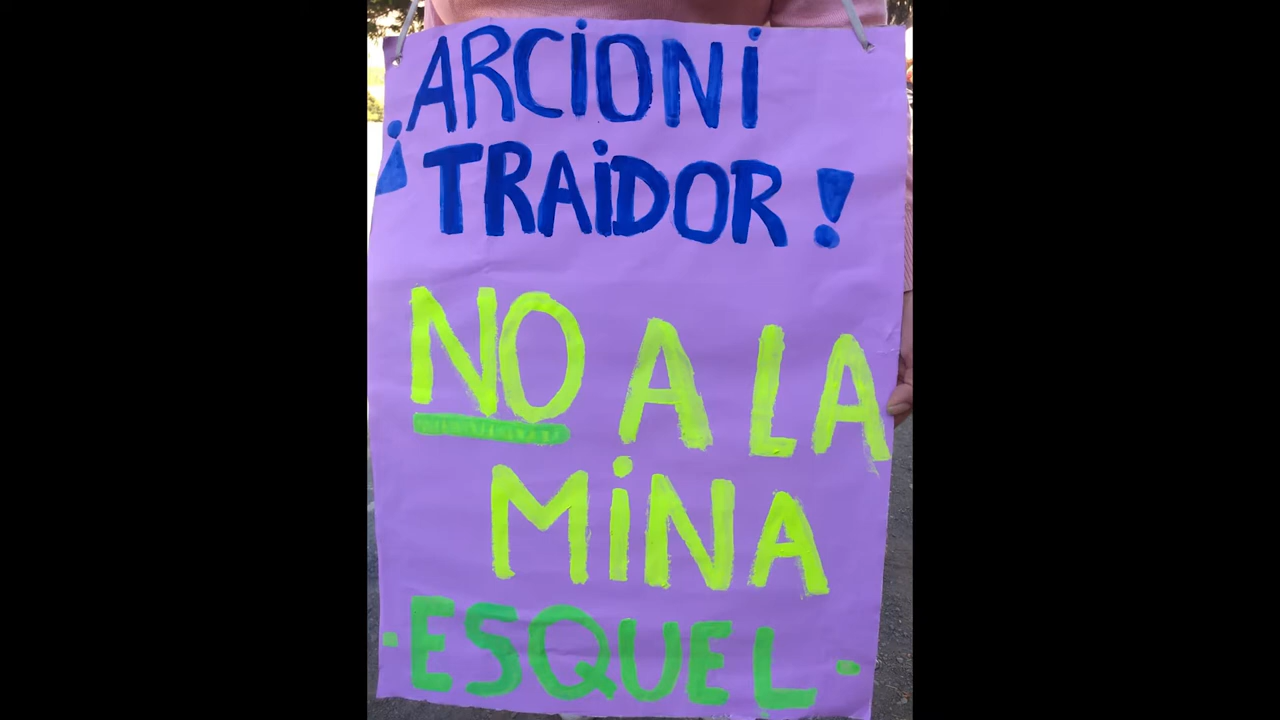 ARCIONI
¡TRAIDOR!
NO A LA
MINA
-ESQUEL-